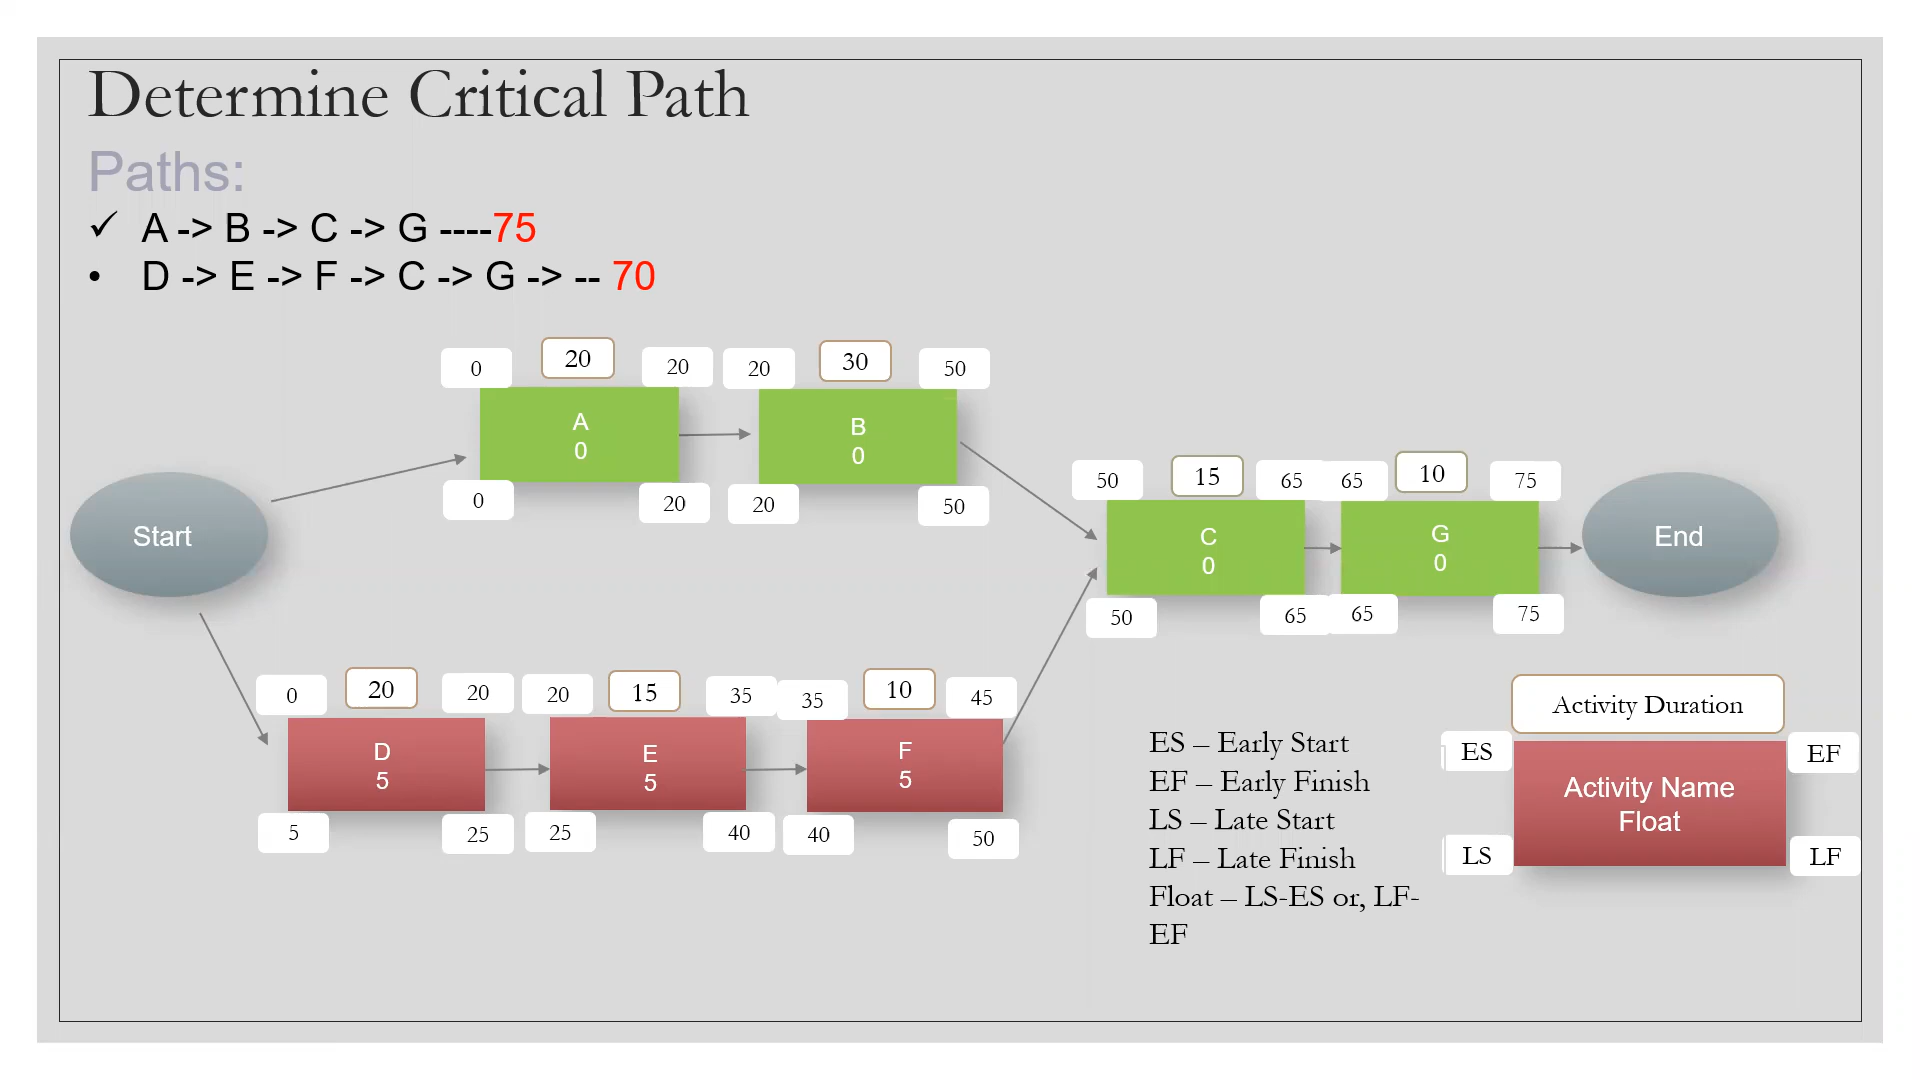 Determine Critical Path
Paths:
✓ A -> B -> C -> G ----75
• D -> E -> F -> C -> G -> -- 70
0 20 20 20 30 50
A
0
B
0
0 20 20 50
50 15 65 65 10 75
C
0
G
0
50 65 65 75
Start
End
0 20 20 20 15 35 35 10 45
D
5
E
5
F
5
5 25 25 40 40 50
ES – Early Start
EF – Early Finish
LS – Late Start
LF – Late Finish
Float – LS-ES or, LF-
EF
Activity Duration
ES EF
Activity Name
Float
LS LF